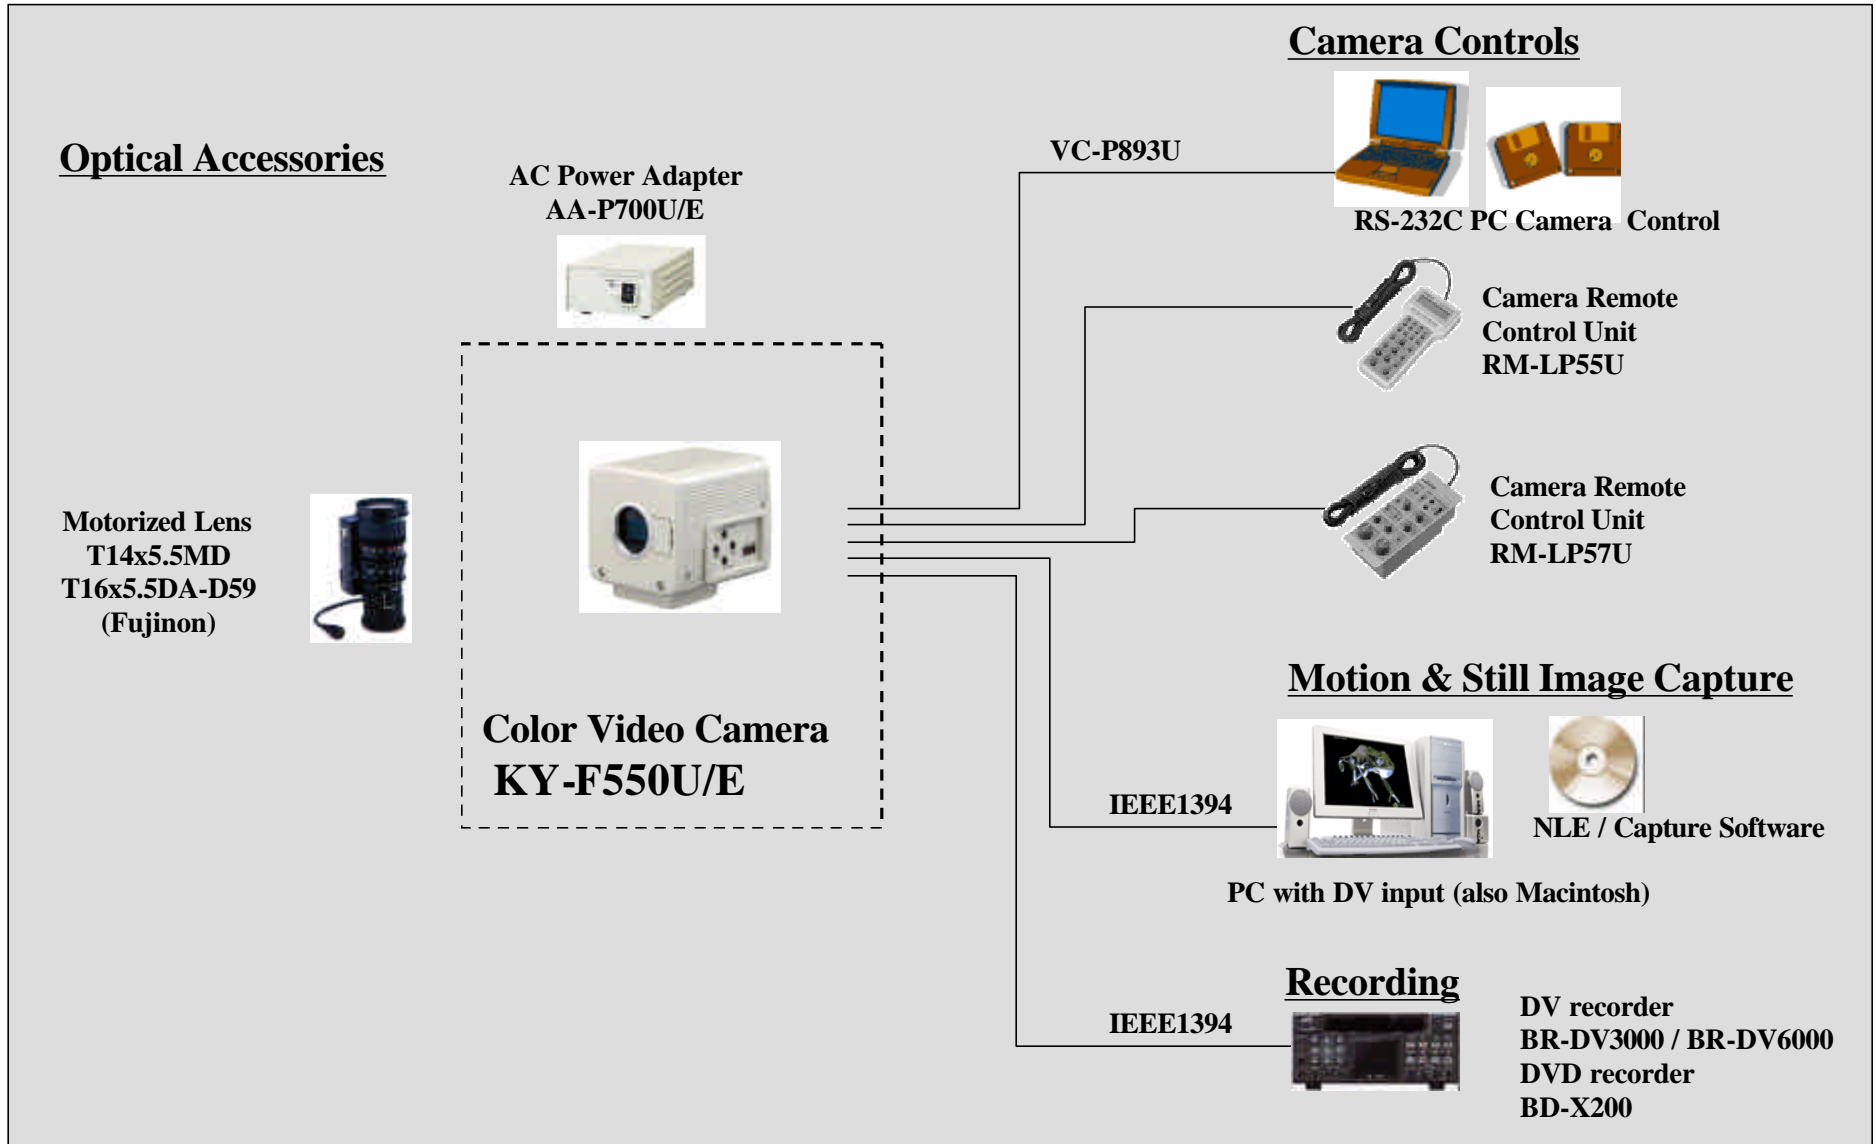 Camera Controls
Optical Accessories
AC Power Adapter
AA-P700U/E
VC-P893U
RS-232C PC Camera Control
Camera Remote
Control Unit
RM-LP55U
Motorized Lens
T14x5.5MD
T16x5.5DA-D59
(Fujinon)
Camera Remote
Control Unit
RM-LP57U
Color Video Camera
KY-F550U/E
Motion & Still Image Capture
IEEE1394
NLE / Capture Software
PC with DV input (also Macintosh)
Recording
IEEE1394
DV recorder
BR-DV3000 / BR-DV6000
DVD recorder
BD-X200